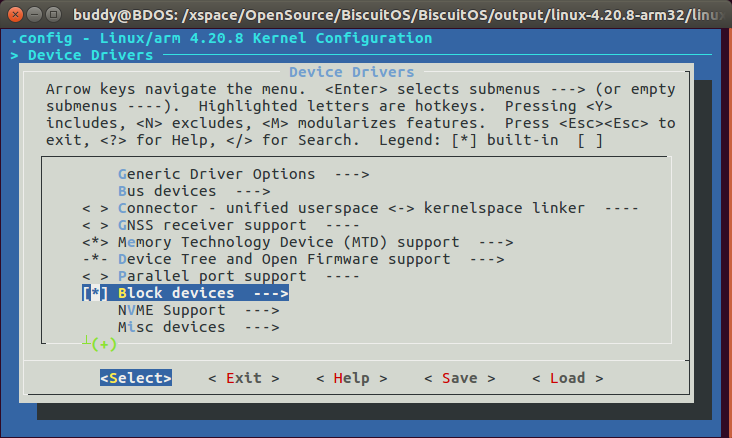 buddy@BDOS: /xspace/OpenSource/BiscuitOS/BiscuitOS/output/linux-4.20.8-arm32/linux
.config - Linux/arm 4.20.8 Kernel Configuration
> Device Drivers
Device Drivers
Arrow keys navigate the menu.  <Enter> selects submenus ---> (or empty
submenus ----).  Highlighted letters are hotkeys.  Pressing <Y>
includes, <N> excludes, <M> modularizes features.  Press <Esc><Esc> to
exit, <?> for Help, </> for Search.  Legend: [*] built-in  [ ]
Generic Driver Options  --->
Bus devices  --->
< > Connector - unified userspace <-> kernelspace linker  ----
< > GNSS receiver support  ----
<*> Memory Technology Device (MTD) support  --->
-*- Device Tree and Open Firmware support  --->
< > Parallel port support  ----
[*] Block devices  --->
NVME Support  --->
Misc devices  --->
(+)
<Select>    < Exit >    < Help >    < Save >    < Load >